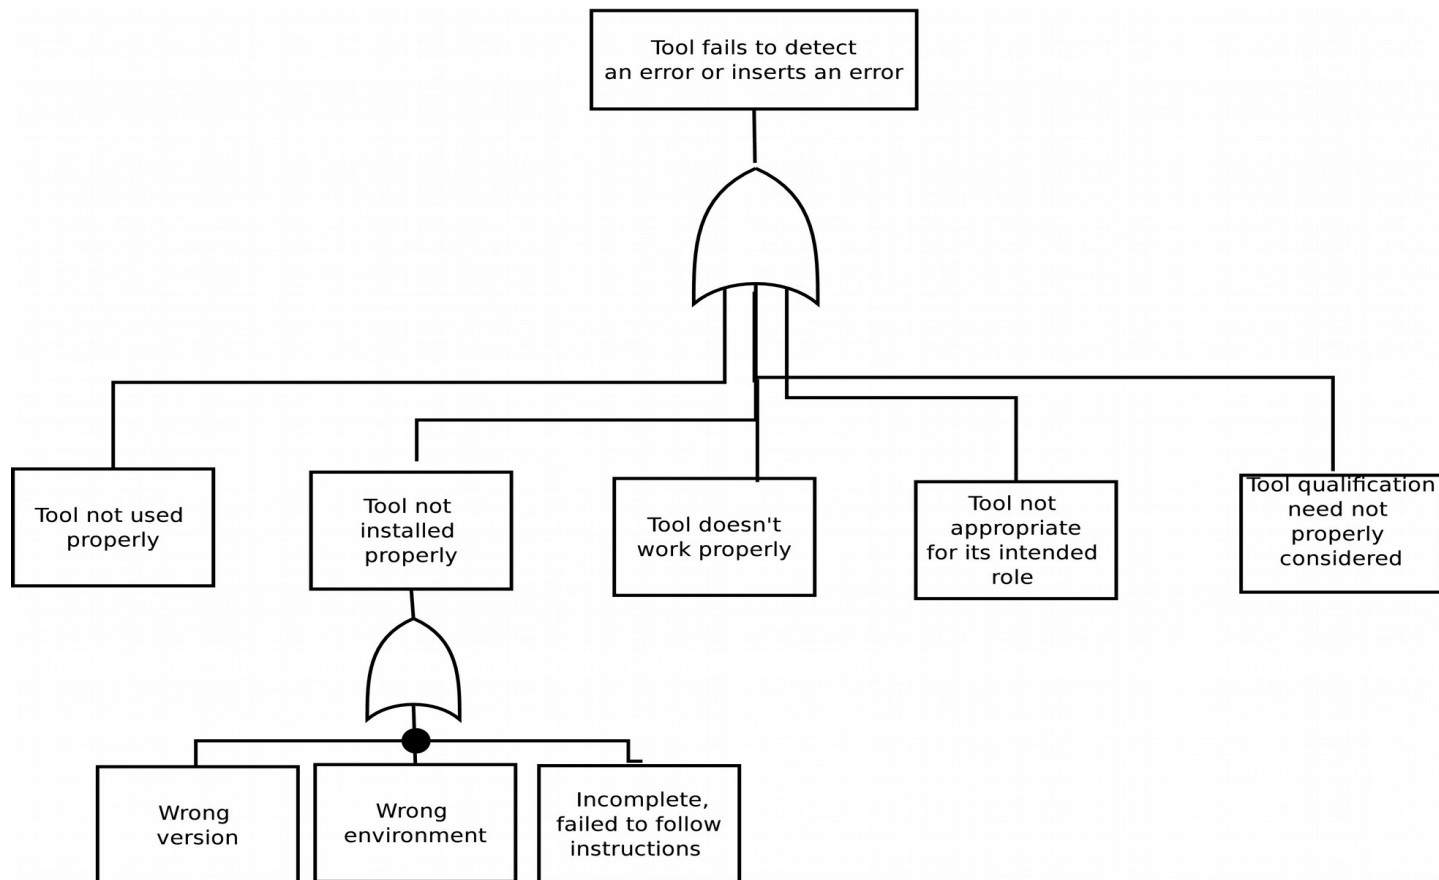 Tool fails to detect
an error or inserts an error
Tool not used
properly
Tool not
installed
properly
Tool doesn't
work properly
Tool not
appropriate
for its intended
role
Tool qualification
need not
properly
considered
Wrong
version
Wrong
environment
Incomplete,
failed to follow
instructions